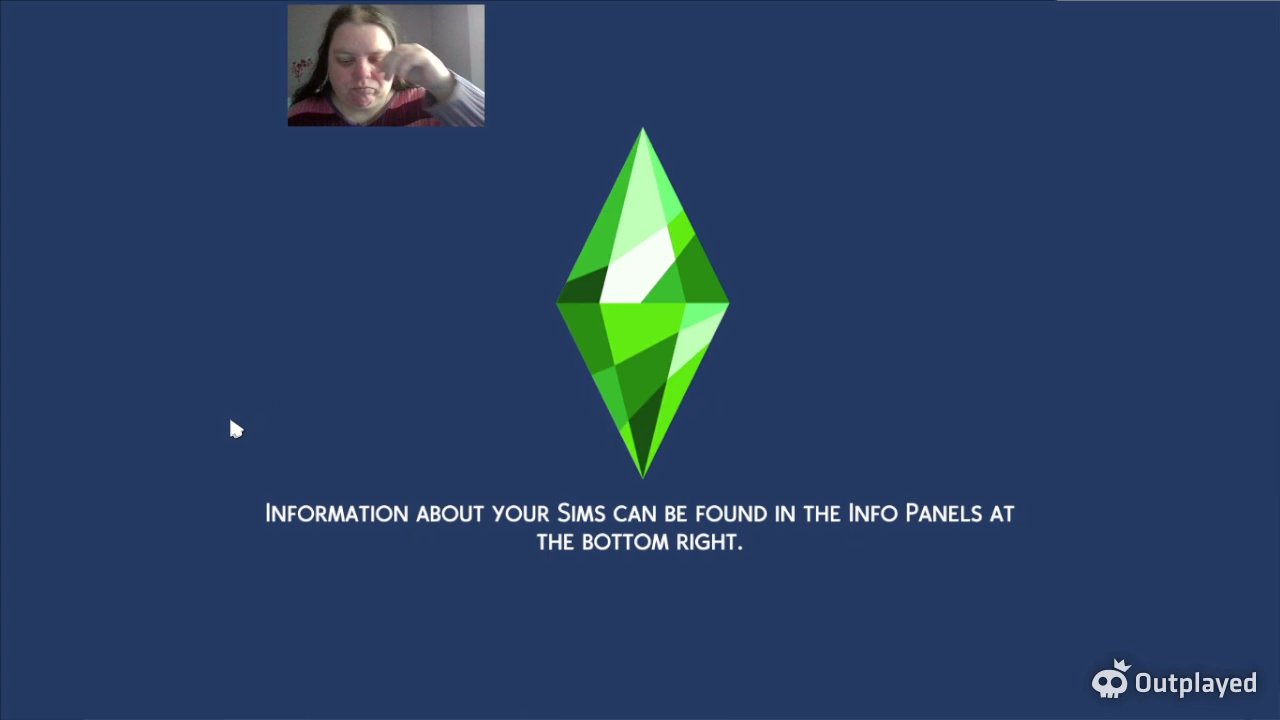 Information about your Sims can be found in the Info Panels at
the bottom right.
Outplayed